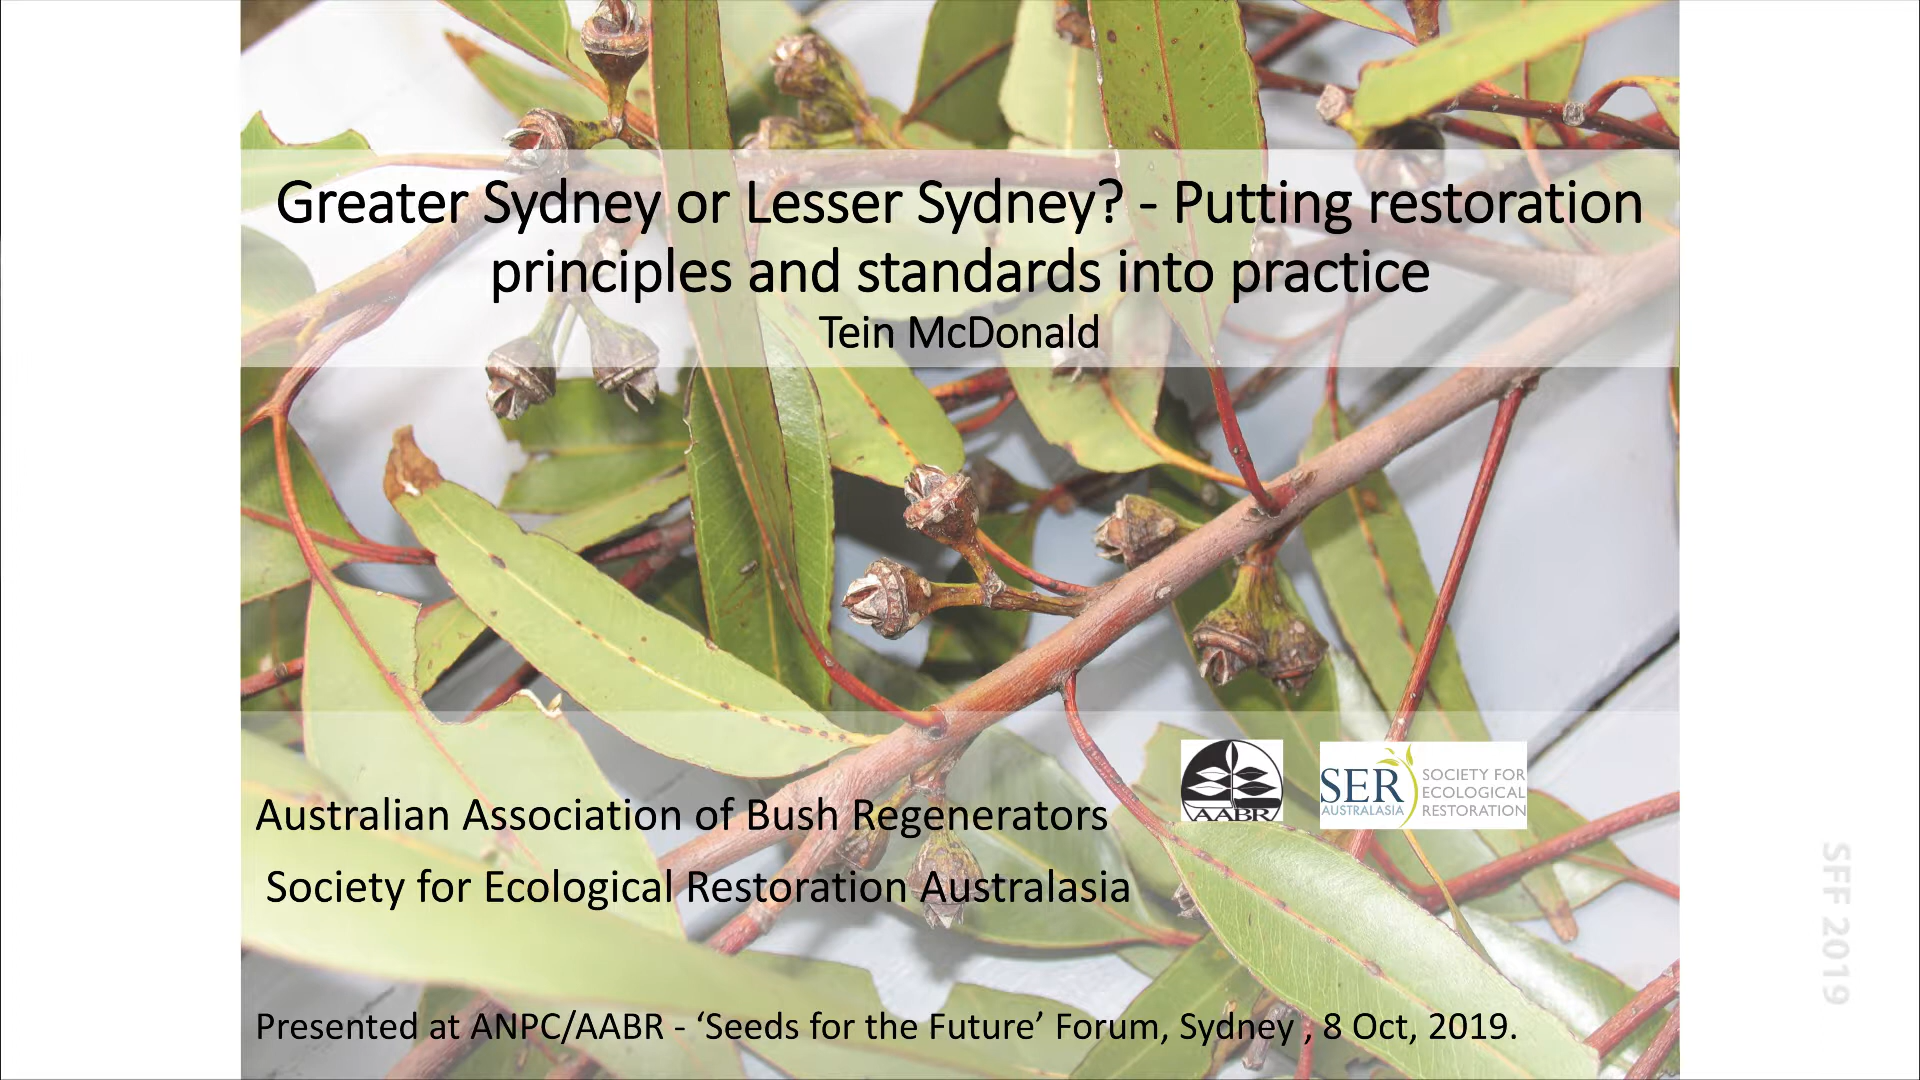 Greater Sydney or Lesser Sydney? - Putting restoration
principles and standards into practice
Tein McDonald
AABR
SER
AUSTRALASIA
SOCIETY FOR
ECOLOGICAL
RESTORATION
Australian Association of Bush Regenerators
Society for Ecological Restoration Australasia
Presented at ANPC/AABR - ‘Seeds for the Future’ Forum, Sydney , 8 Oct, 2019.
SFF 2019